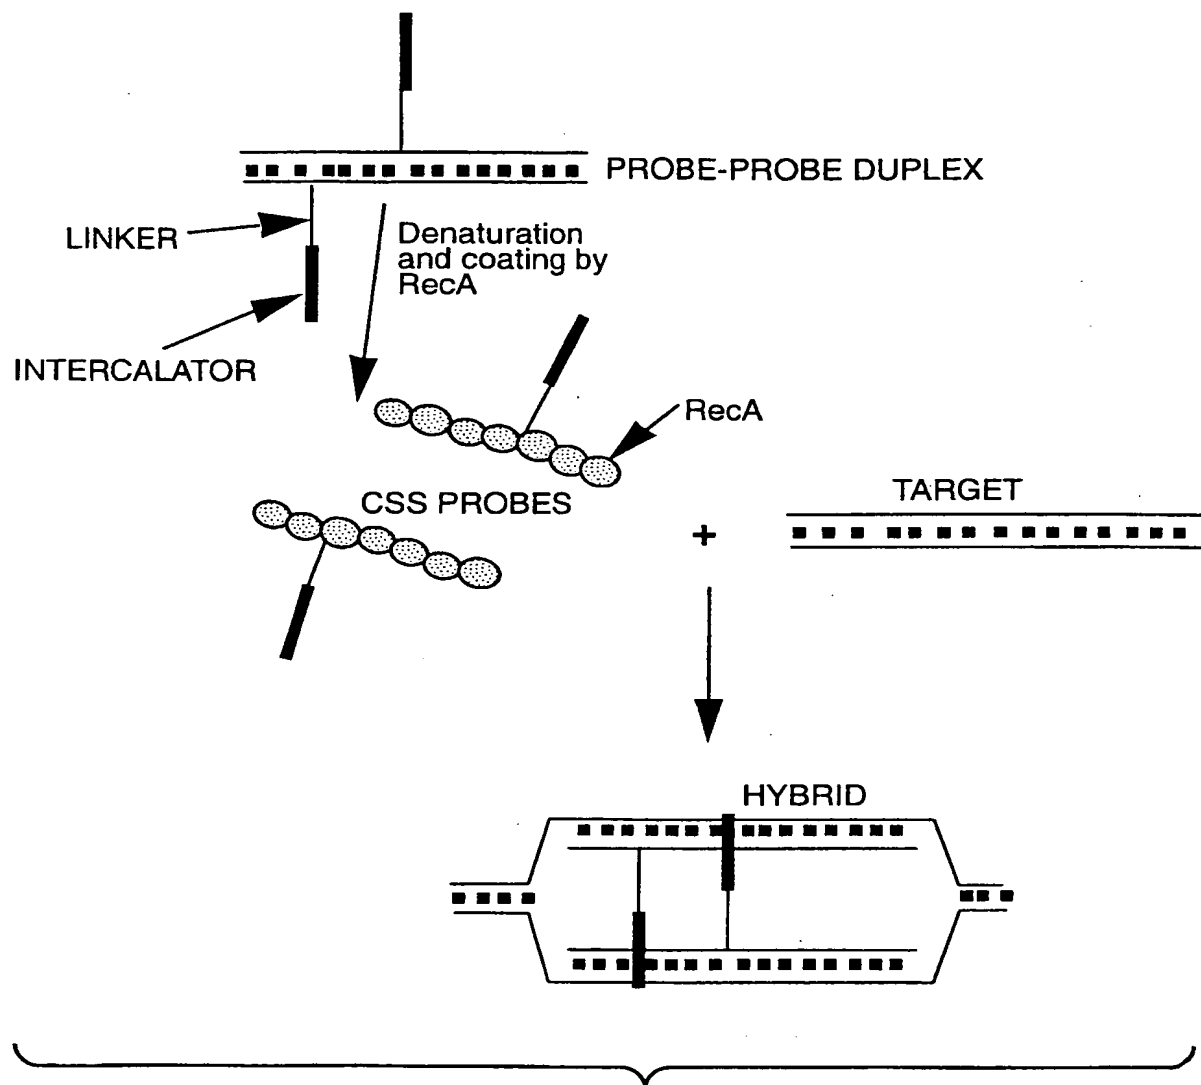 PROBE-PROBE DUPLEX
LINKER
Denaturation
and coating by
RecA
INTERCALATOR
RecA
CSS PROBES
TARGET
+
HYBRID